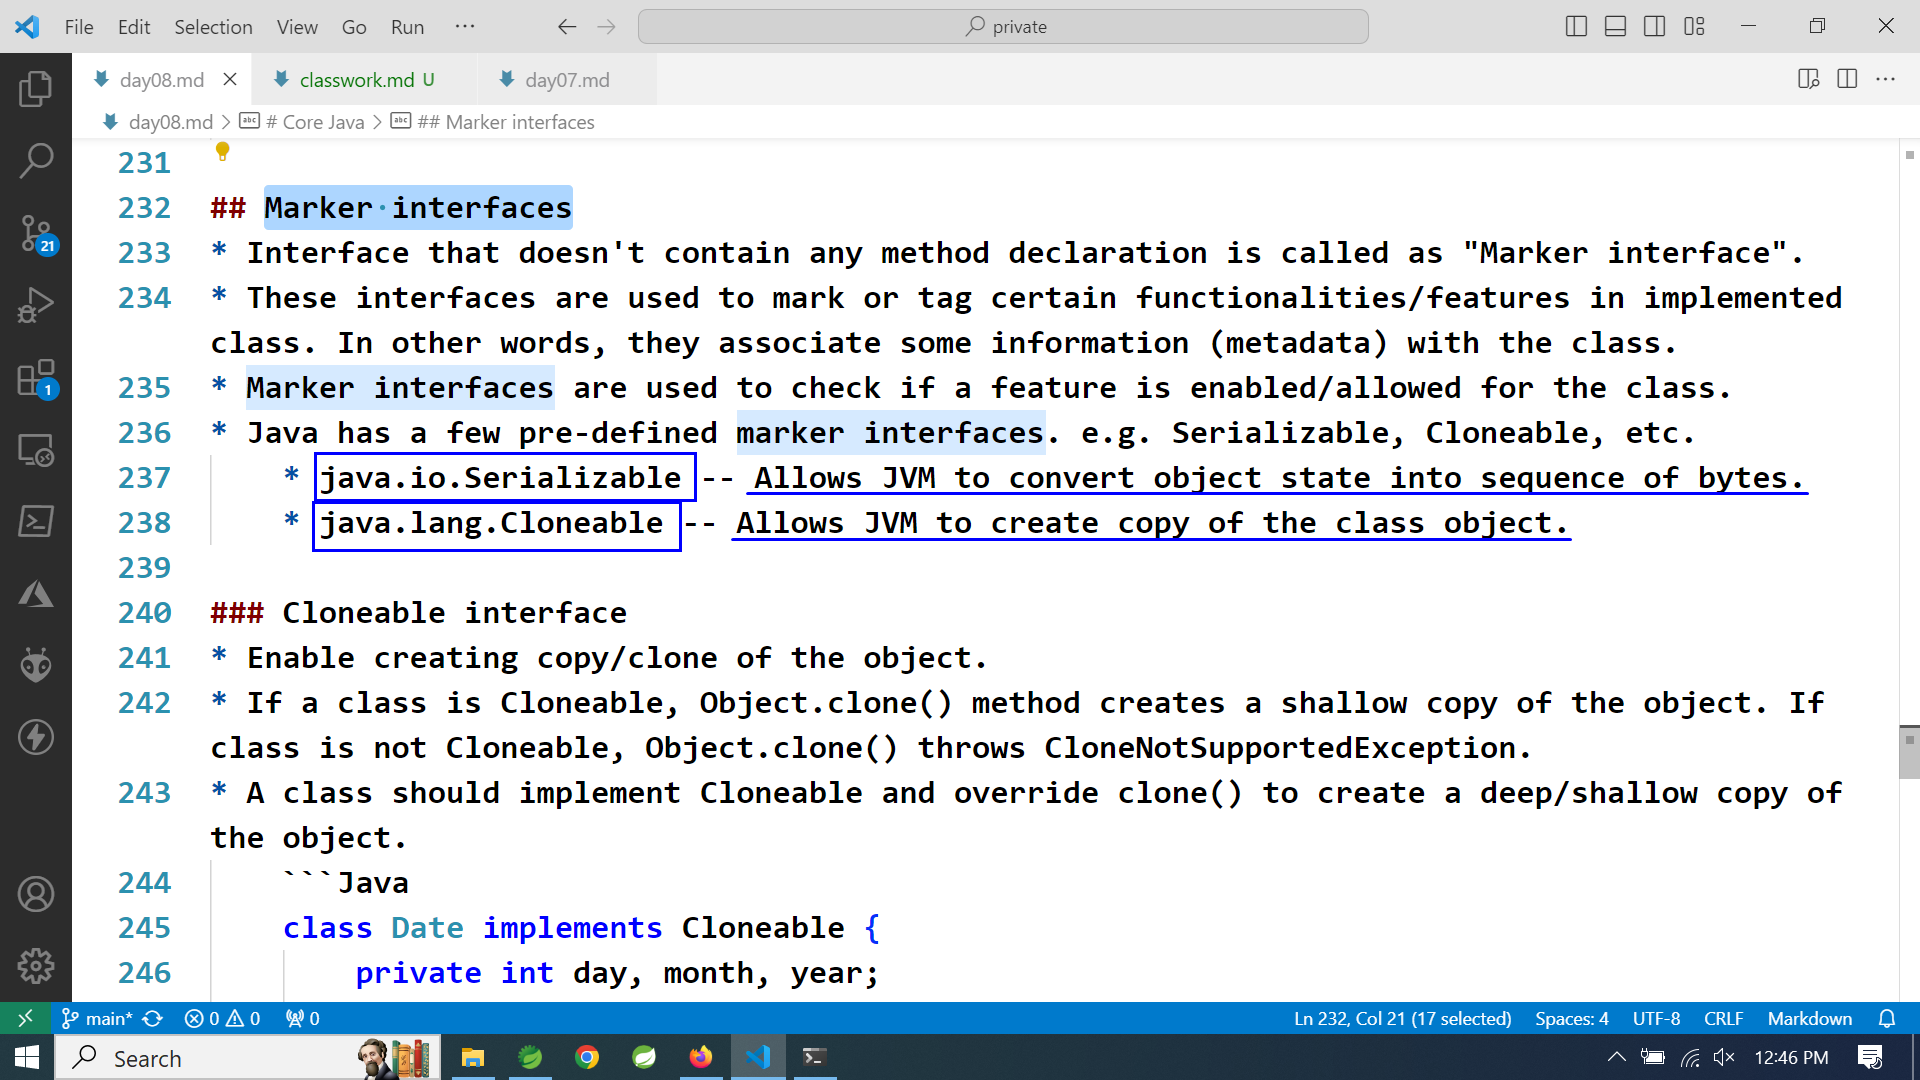 File Edit Selection View Go Run ···
private
day08.md
classwork.md U
day07.md
day08.md > # Core Java > ## Marker interfaces
231
232 ## Marker·interfaces
233 * Interface that doesn't contain any method declaration is called as "Marker interface".
234 * These interfaces are used to mark or tag certain functionalities/features in implemented
class. In other words, they associate some information (metadata) with the class.
235 * Marker interfaces are used to check if a feature is enabled/allowed for the class.
236 * Java has a few pre-defined marker interfaces. e.g. Serializable, Cloneable, etc.
237 * java.io.Serializable -- Allows JVM to convert object state into sequence of bytes.
238 * java.lang.Cloneable -- Allows JVM to create copy of the class object.
239
240 ### Cloneable interface
241 * Enable creating copy/clone of the object.
242 * If a class is Cloneable, Object.clone() method creates a shallow copy of the object. If
class is not Cloneable, Object.clone() throws CloneNotSupportedException.
243 * A class should implement Cloneable and override clone() to create a deep/shallow copy of
the object.
244 ```Java
245 class Date implements Cloneable {
246 private int day, month, year;
21
1
main* 0 0 0
Ln 232, Col 21 (17 selected) Spaces: 4 UTF-8 CRLF Markdown
Search
12:46 PM